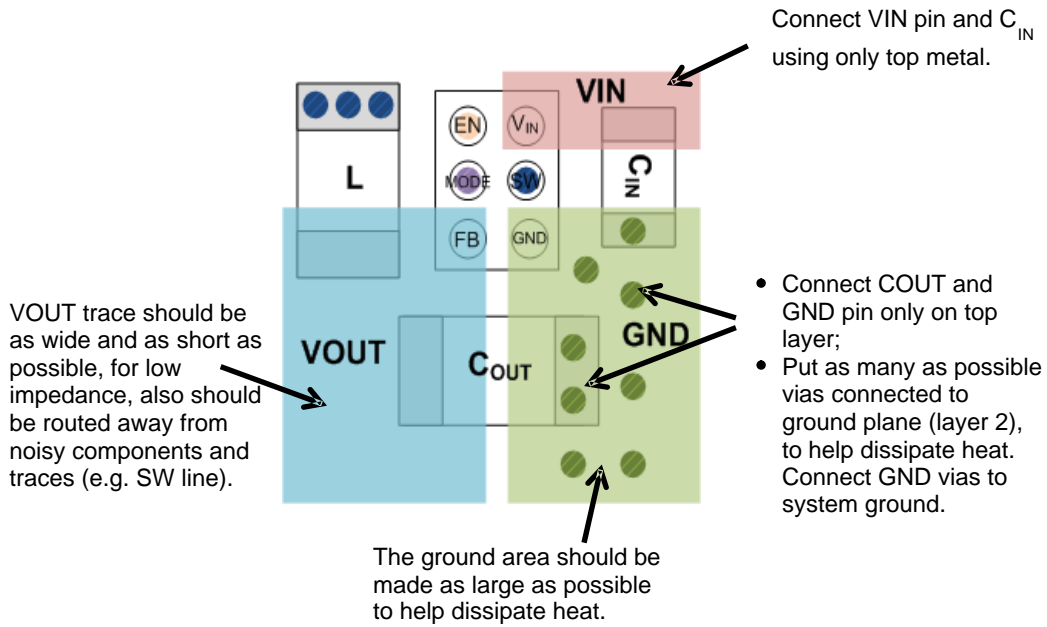 Connect VIN pin and CIN
using only top metal.
VIN
EN
VIN
L
CIN
MODE
SW
FB
GND
VOUT trace should be
as wide and as short as
possible, for low
impedance, also should
be routed away from
noisy components and
traces (e.g. SW line).
VOUT
COUT
GND
• Connect COUT and
GND pin only on top
layer;
• Put as many as possible
vias connected to
ground plane (layer 2),
to help dissipate heat.
Connect GND vias to
system ground.
The ground area should be
made as large as possible
to help dissipate heat.